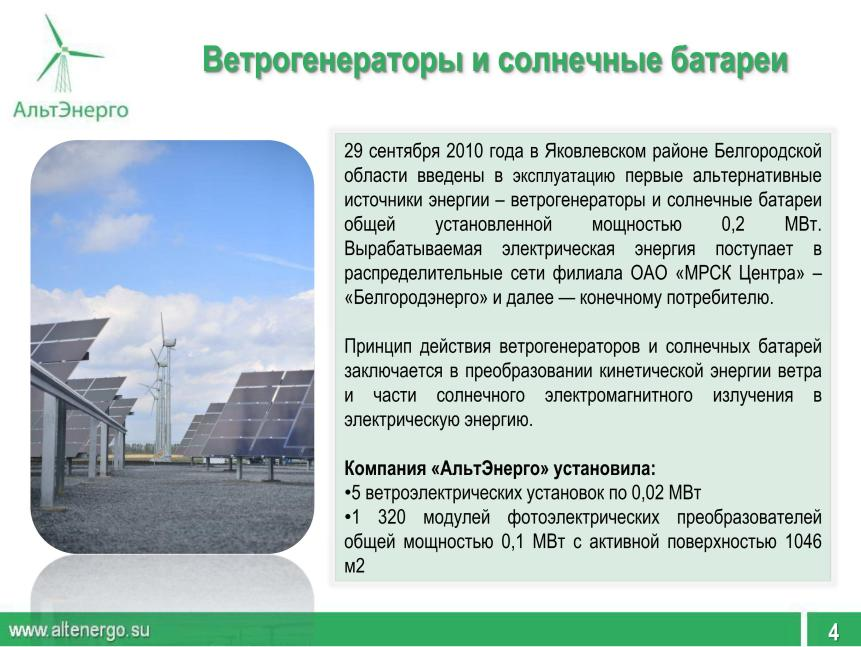 АльтЭнерго
Ветрогенераторы и солнечные батареи
29 сентября 2010 года в Яковлевском районе Белгородской
области введены в эксплуатацию первые альтернативные
источники энергии – ветрогенераторы и солнечные батареи
общей установленной мощностью 0,2 МВт.
Вырабатываемая электрическая энергия поступает в
распределительные сети филиала ОАО «МРСК Центра» –
«Белгородэнерго» и далее — конечному потребителю.
Принцип действия ветрогенераторов и солнечных батарей
заключается в преобразовании кинетической энергии ветра
и части солнечного электромагнитного излучения в
электрическую энергию.
Компания «АльтЭнерго» установила:
•5 ветроэлектрических установок по 0,02 МВт
•1 320 модулей фотоэлектрических преобразователей
общей мощностью 0,1 МВт с активной поверхностью 1046
м2
www.altenergo.su
4